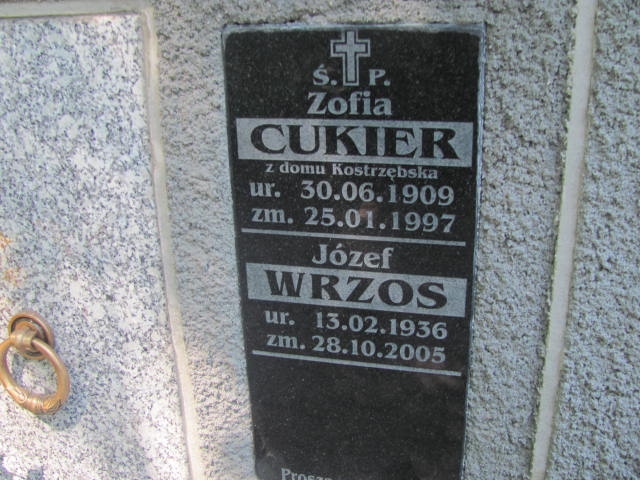 Ś. P.
Zofia
CUKIER
z domu Kostrzębska
ur. 30.06.1909
zm. 25.01.1997
Józef
WRZOS
ur. 13.02.1936
zm. 28.10.2005